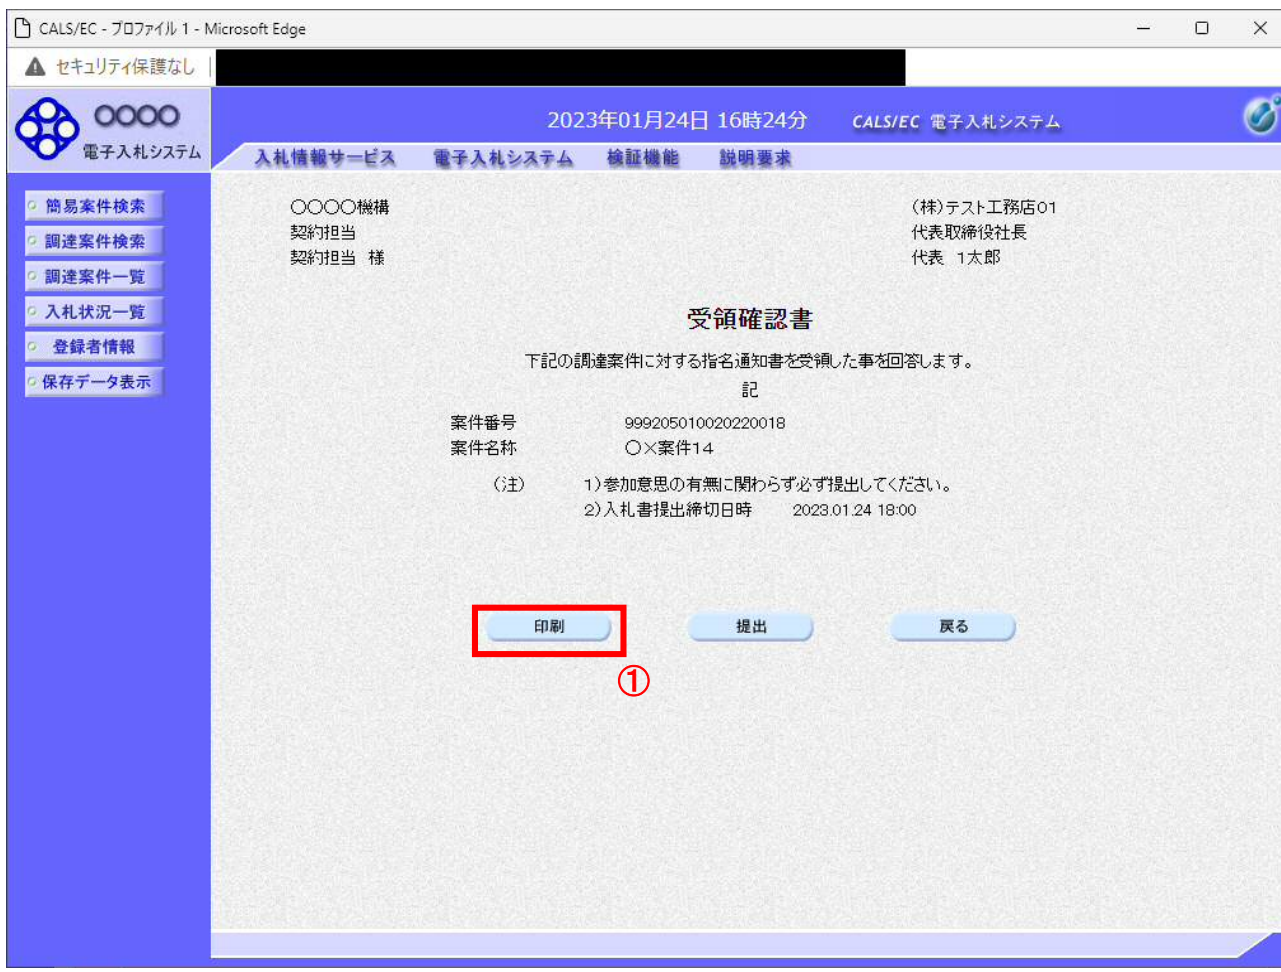 CALS/EC - プロファイル 1 - Microsoft Edge
セキュリティ保護なし
〇〇〇〇
電子入札システム
2023年01月24日 16時24分
CALS/EC 電子入札システム
入札情報サービス 電子入札システム 検証機能 説明要求
簡易案件検索
調達案件検索
調達案件一覧
入札状況一覧
登録者情報
保存データ表示
〇〇〇〇機構
契約担当
契約担当 様
(株)テスト工務店01
代表取締役社長
代表 1太郎
受領確認書
下記の調達案件に対する指名通知書を受領した事を回答します。
記
案件番号 999205010020220018
案件名称 〇×案件14
(注) 1)参加意思の有無に関わらず必ず提出してください。
2)入札書提出締切日時 2023.01.24 18:00
印刷 提出 戻る
①